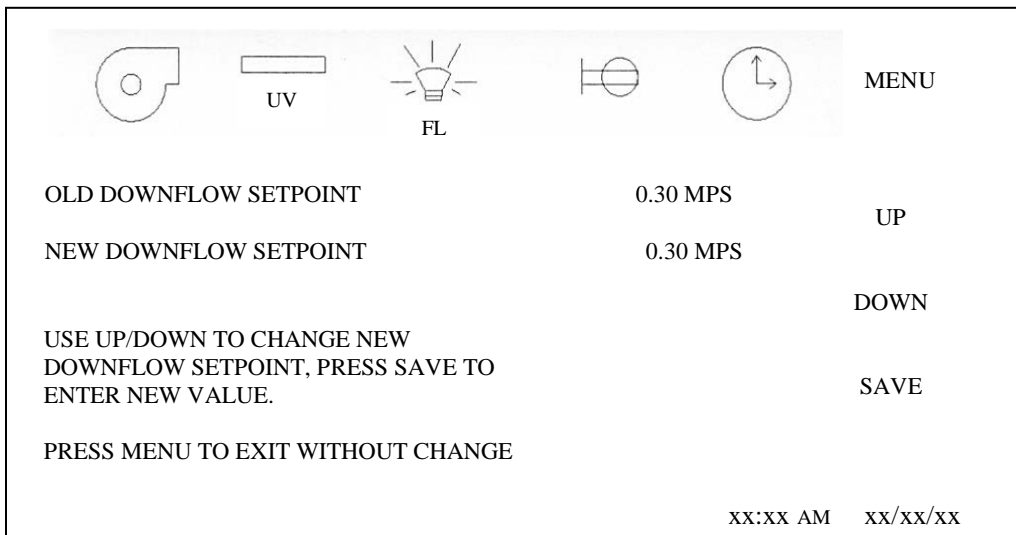 UV
FL
MENU
OLD DOWNFLOW SETPOINT 0.30 MPS
UP
NEW DOWNFLOW SETPOINT 0.30 MPS
DOWN
USE UP/DOWN TO CHANGE NEW
DOWNFLOW SETPOINT, PRESS SAVE TO
ENTER NEW VALUE.
SAVE
PRESS MENU TO EXIT WITHOUT CHANGE
xx:xx AM xx/xx/xx